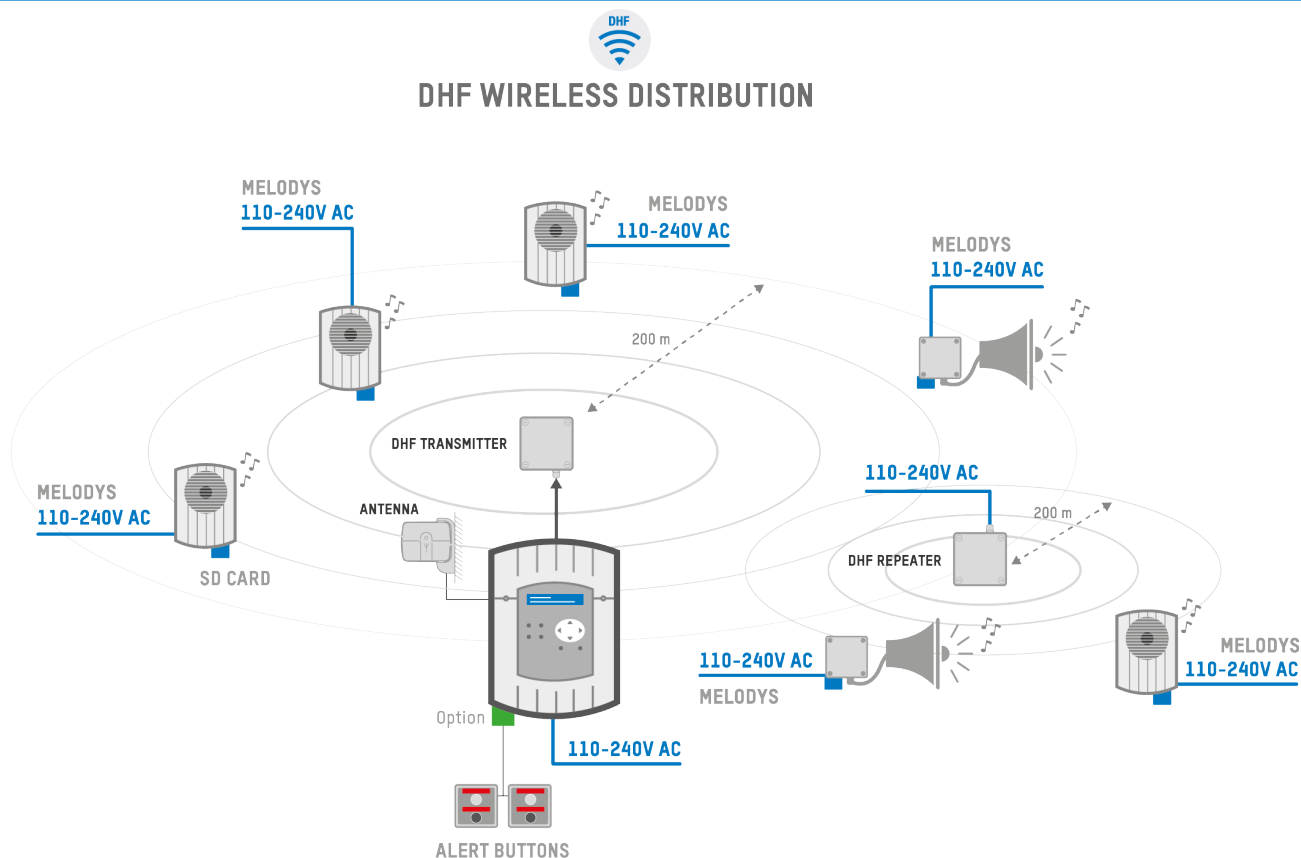 DHF
DHF WIRELESS DISTRIBUTION
MELODYS
110-240V AC
MELODYS
110-240V AC
MELODYS
110-240V AC
200 m
DHF TRANSMITTER
110-240V AC
MELODYS
110-240V AC
ANTENNA
200 m
DHF REPEATER
SD CARD
MELODYS
110-240V AC
110-240V AC
MELODYS
Option
110-240V AC
ALERT BUTTONS